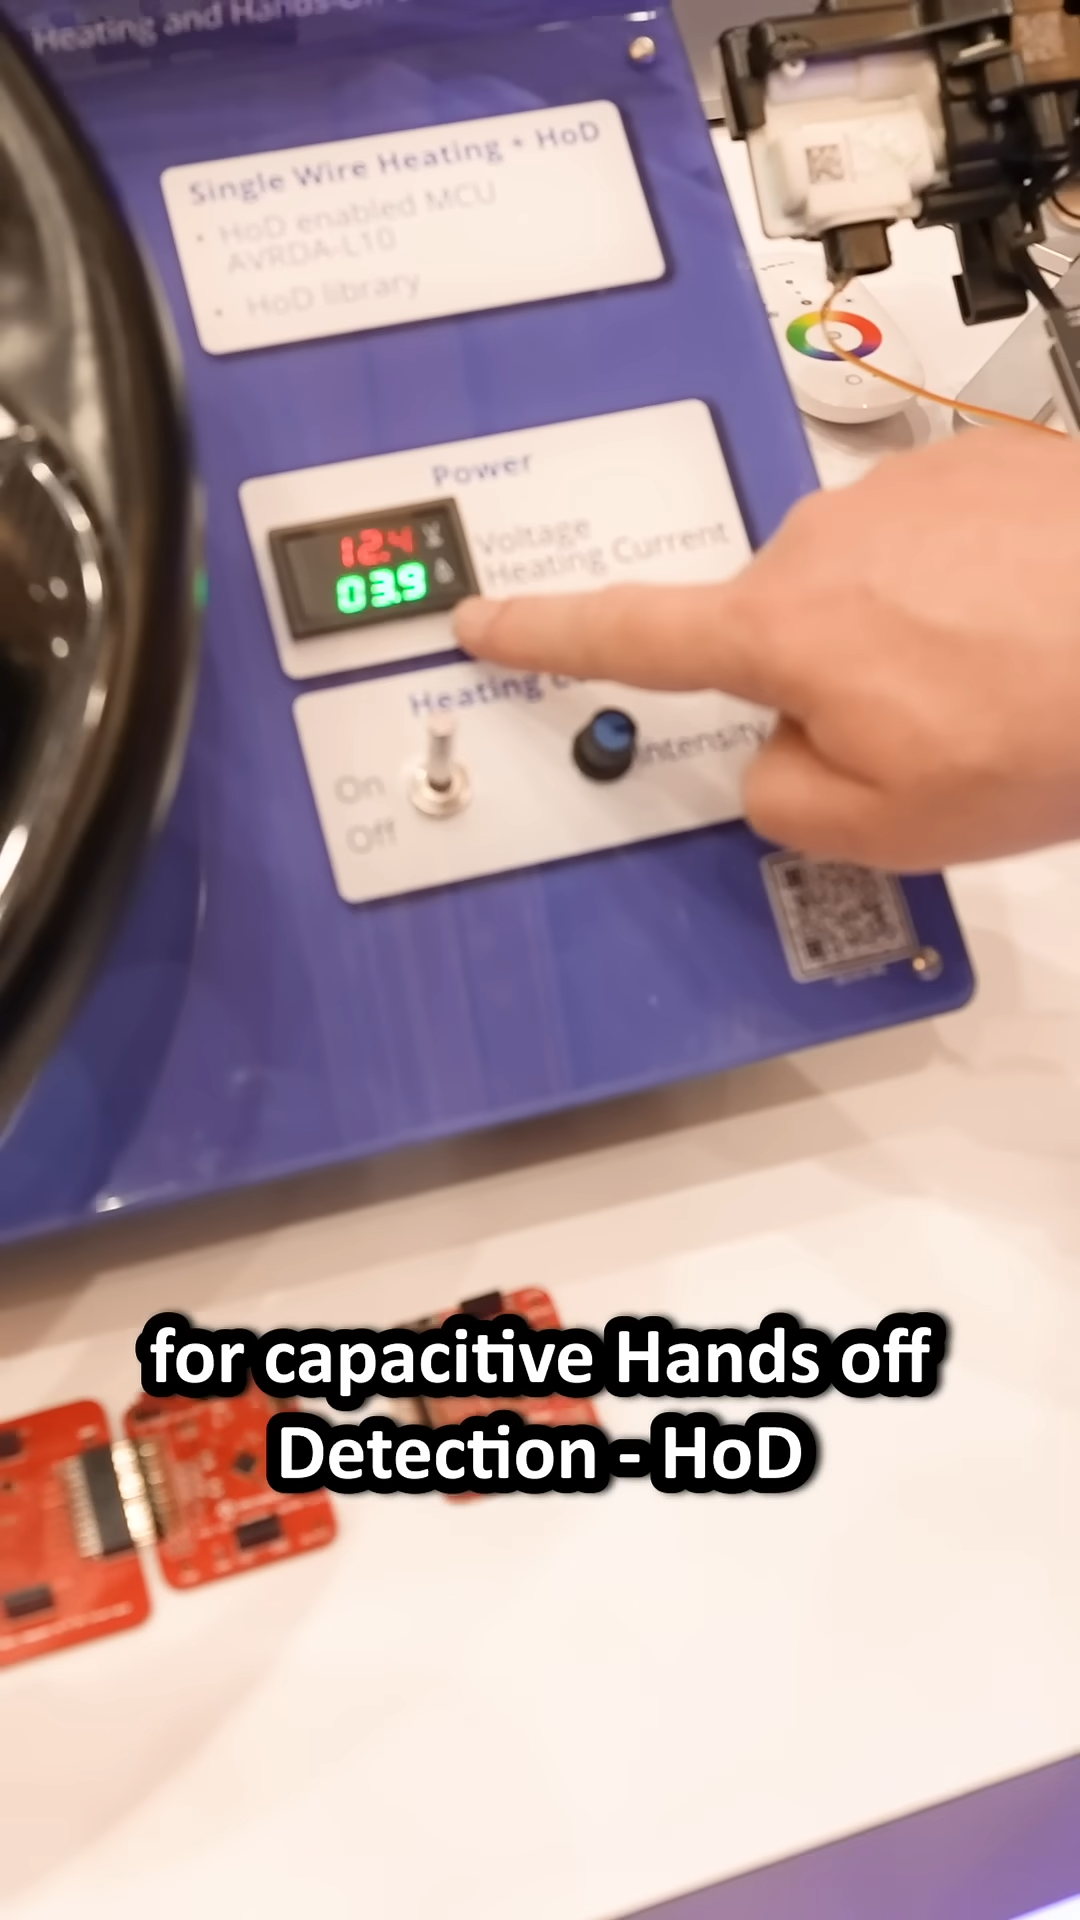 Heating and Hands-Off
Single Wire Heating + HoD
• HoD enabled MCU
AVRDA-L10
• HoD library
Power
12.4 V
03.9 A
Voltage
Heating Current
Heating
On
Off
Intensity
for capacitive Hands off
Detection - HoD